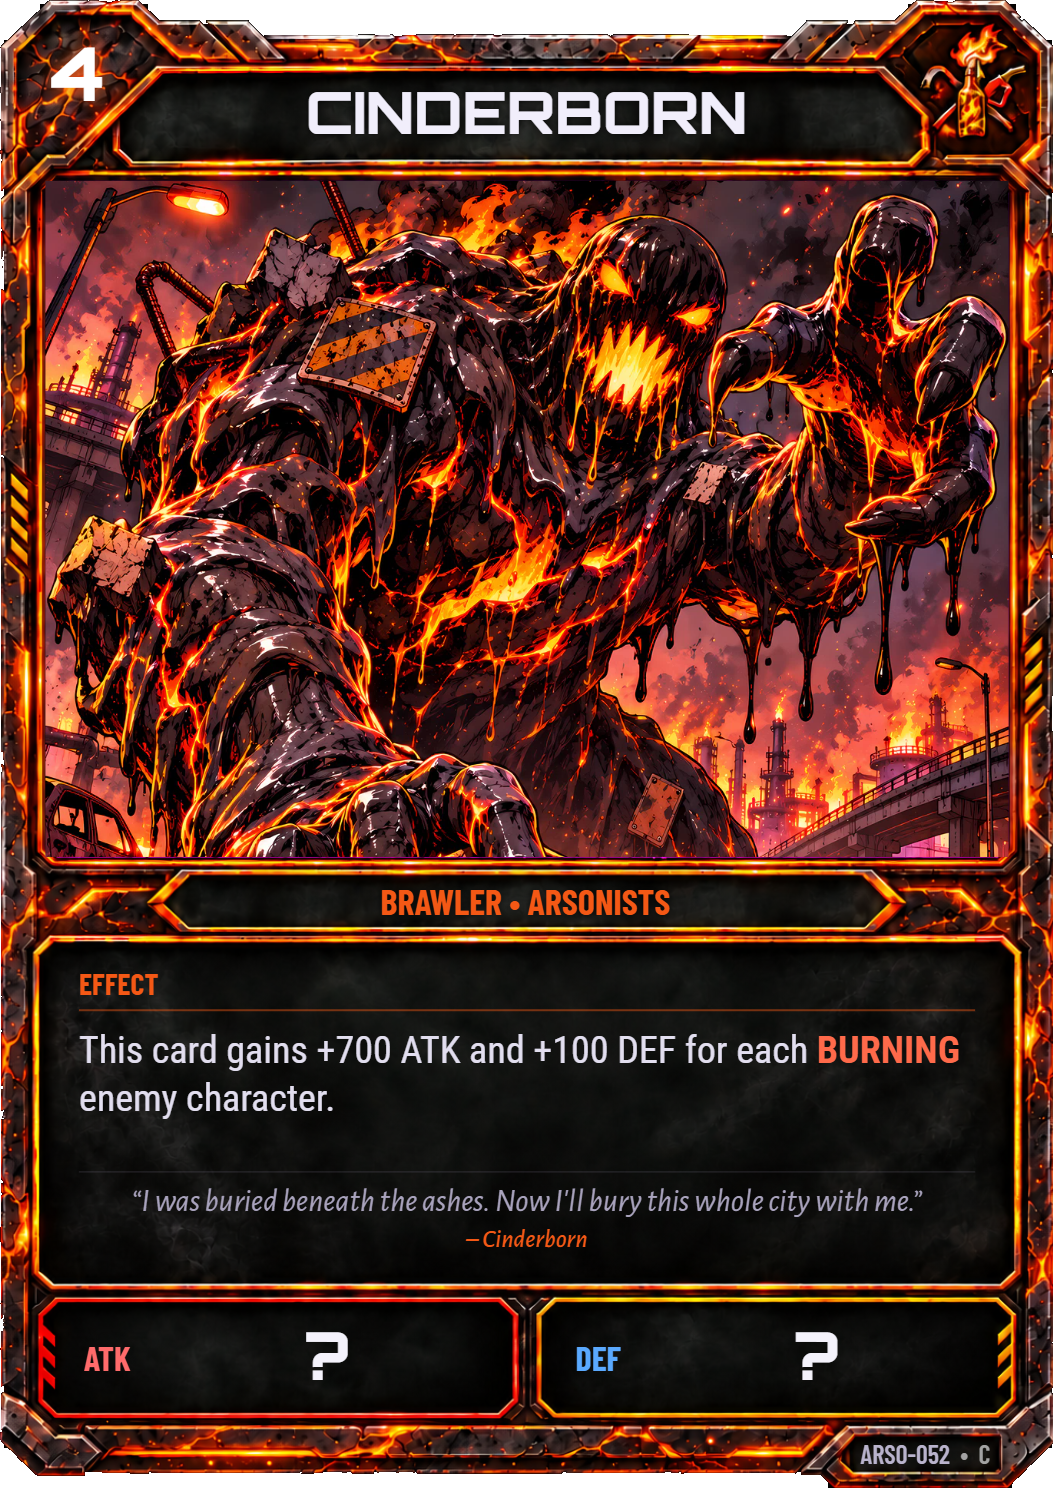 4
CINDERBORN
BRAWLER • ARSONISTS
EFFECT
This card gains +700 ATK and +100 DEF for each BURNING
enemy character.
“I was buried beneath the ashes. Now I'll bury this whole city with me.”
– Cinderborn
ATK ?
DEF ?
ARSO-052 • C